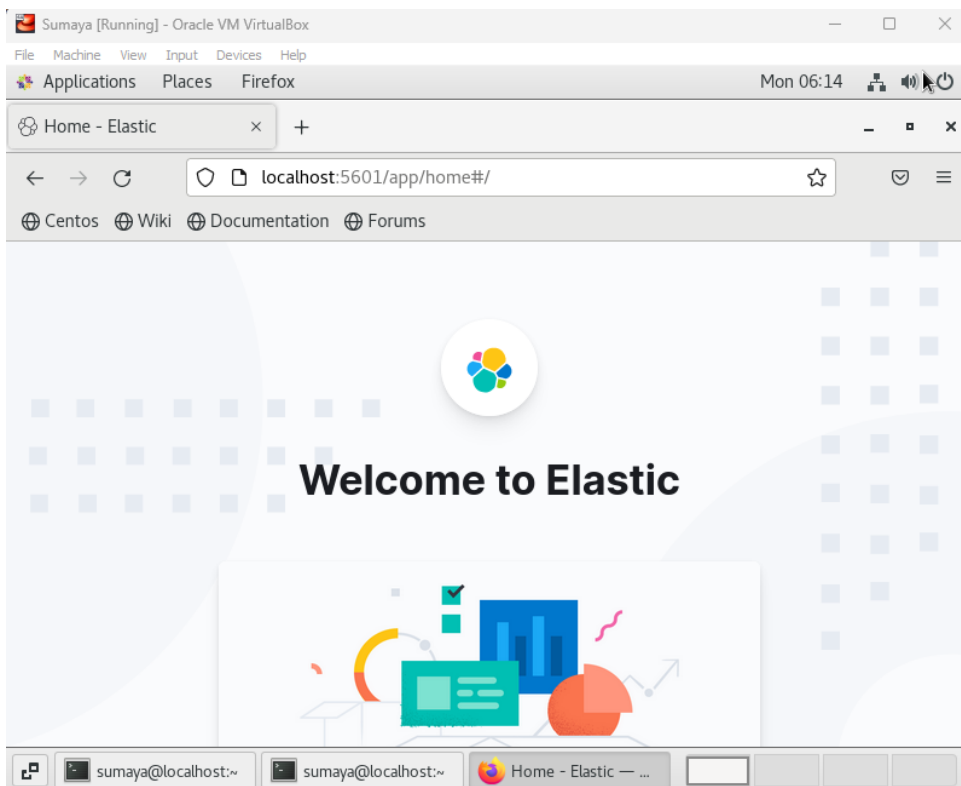 Sumaya [Running] - Oracle VM VirtualBox
File Machine View Input Devices Help
Applications Places Firefox Mon 06:14
Home - Elastic
localhost:5601/app/home#/
Centos Wiki Documentation Forums
Welcome to Elastic
sumaya@localhost:~ sumaya@localhost:~ Home - Elastic — ...